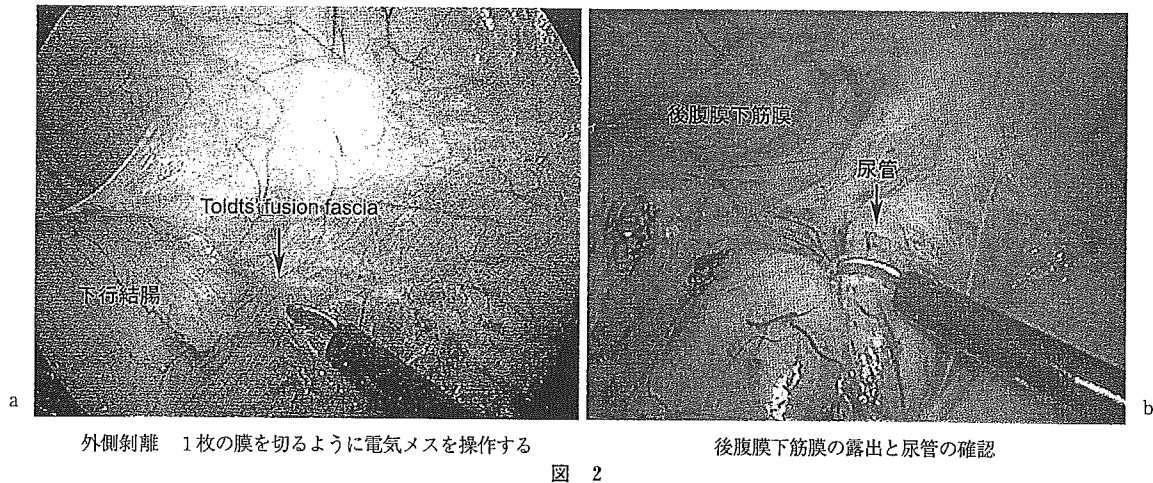 Toldts fusion fascia
下行結腸
a
外側剝離 1枚の膜を切るように電気メスを操作する
後腹膜下筋膜
尿管
b
後腹膜下筋膜の露出と尿管の確認
図 2